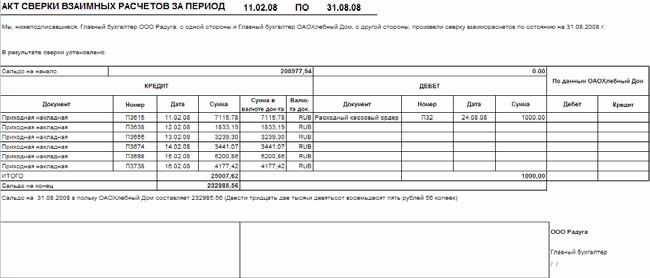 АКТ СВЕРКИ ВЗАИМНЫХ РАСЧЕТОВ ЗА ПЕРИОД 11.02.08 ПО 31.08.08
Мы, нижеподписавшиеся, Главный бухгалтер ООО Радуга, с одной стороны и Главный бухгалтер ОАОХлебный Дом, с другой стороны, произвели сверку взаиморасчетов по состоянию на 31.08.2008 г.
В результате сверки установлено:
Сальдо на начало 208977,94 0.00 По данным ОАОХлебный Дом
КРЕДИТ ДЕБЕТ
Документ Номер Дата Сумма Сумма в валюте док-та Валюта док. Документ Номер Дата Сумма Дебет Кредит
Приходная накладная П3615 11.02.08 7115,78 7115,78 RUB Расходный кассовый ордер П32 24.08.08 1000.00
Приходная накладная П3638 12.02.08 1833,19 1833,19 RUB
Приходная накладная П3656 13.02.08 3239,30 3239,30 RUB
Приходная накладная П3674 14.02.08 3441,07 3441,07 RUB
Приходная накладная П3698 15.02.08 5200,86 5200,86 RUB
Приходная накладная П3738 16.02.08 4177,42 4177,42 RUB
ИТОГО 25007,62 1000,00
Сальдо на конец 232985,56
Сальдо на 31.08.2008 в пользу ОАОХлебный Дом составляет 232985.56 (Двести тридцать две тысячи девятьсот восемьдесят пять рублей 56 копеек)
ООО Радуга
Главный бухгалтер
/ /